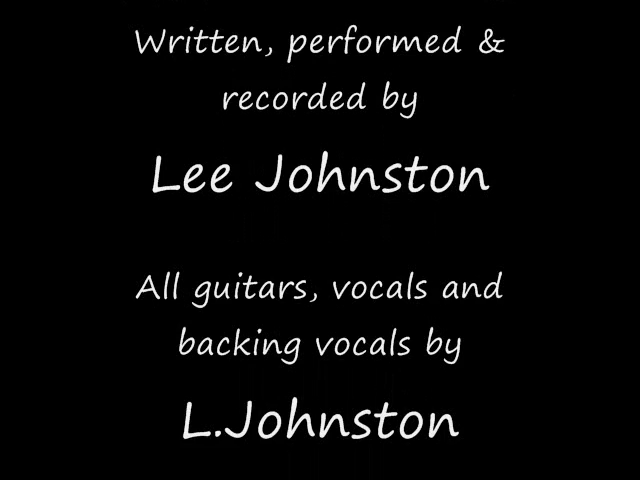 Written, performed &
recorded by
Lee Johnston
All guitars, vocals and
backing vocals by
L.Johnston